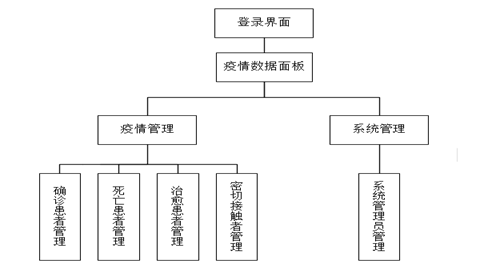 登录界面
疫情数据面板
疫情管理
系统管理
确诊患者管理
死亡患者管理
治愈患者管理
密切接触者管理
系统管理员管理